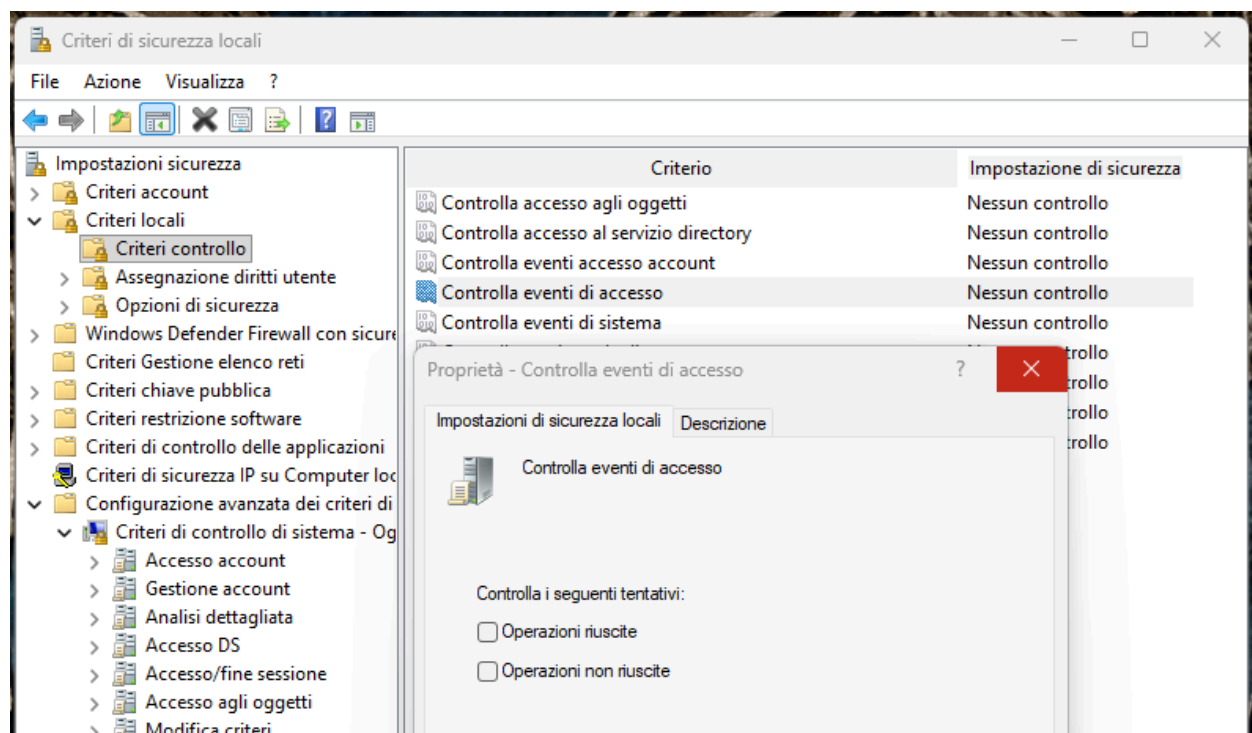 Criteri di sicurezza locali
File Azione Visualizza ?
Impostazioni sicurezza
Criteri account
Criteri locali
Criteri controllo
Assegnazione diritti utente
Opzioni di sicurezza
Windows Defender Firewall con sicure
Criteri Gestione elenco reti
Criteri chiave pubblica
Criteri restrizione software
Criteri di controllo delle applicazioni
Criteri di sicurezza IP su Computer loc
Configurazione avanzata dei criteri di
Criteri di controllo di sistema - Og
Accesso account
Gestione account
Analisi dettagliata
Accesso DS
Accesso/fine sessione
Accesso agli oggetti
Modifica criteri
Criterio Impostazione di sicurezza
Controlla accesso agli oggetti Nessun controllo
Controlla accesso al servizio directory Nessun controllo
Controlla eventi accesso account Nessun controllo
Controlla eventi di accesso Nessun controllo
Controlla eventi di sistema Nessun controllo
trollo
trollo
trollo
trollo
Proprietà - Controlla eventi di accesso ?
Impostazioni di sicurezza locali Descrizione
Controlla eventi di accesso
Controlla i seguenti tentativi:
Operazioni riuscite
Operazioni non riuscite